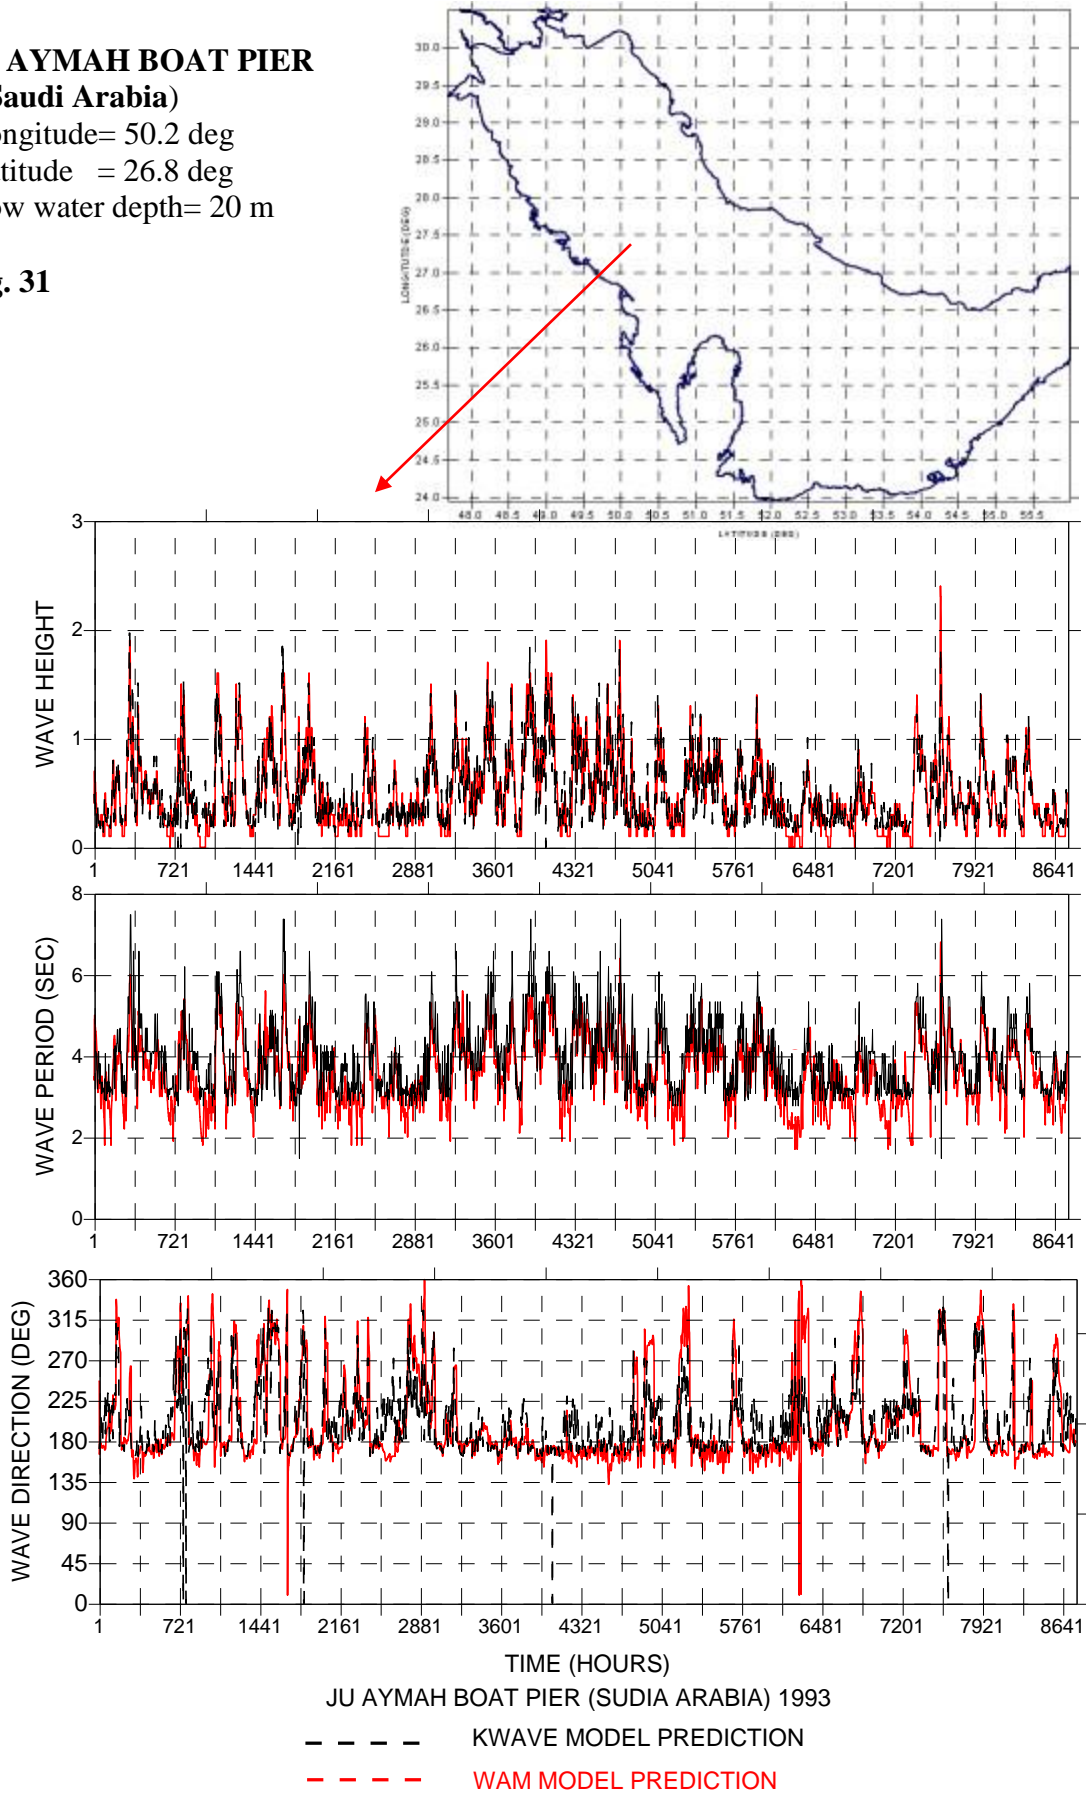 AYMAH BOAT PIER
Saudi Arabia)
ngitude= 50.2 deg
titude = 26.8 deg
ow water depth= 20 m
g. 31
30.0
29.5
29.0
28.5
28.0
27.5
27.0
26.5
26.0
25.5
25.0
24.5
24.0
LONGITUDE (DEG)
48.0 48.5 49.0 49.5 50.0 50.5 51.0 51.5 52.0 52.5 53.0 53.5 54.0 54.5 55.0 55.5
LATITUDE (DEG)
WAVE HEIGHT
3
2
1
0
1 721 1441 2161 2881 3601 4321 5041 5761 6481 7201 7921 8641
WAVE PERIOD (SEC)
8
6
4
2
0
1 721 1441 2161 2881 3601 4321 5041 5761 6481 7201 7921 8641
WAVE DIRECTION (DEG)
360
315
270
225
180
135
90
45
0
1 721 1441 2161 2881 3601 4321 5041 5761 6481 7201 7921 8641
TIME (HOURS)
JU AYMAH BOAT PIER (SUDIA ARABIA) 1993
KWAVE MODEL PREDICTION
WAM MODEL PREDICTION